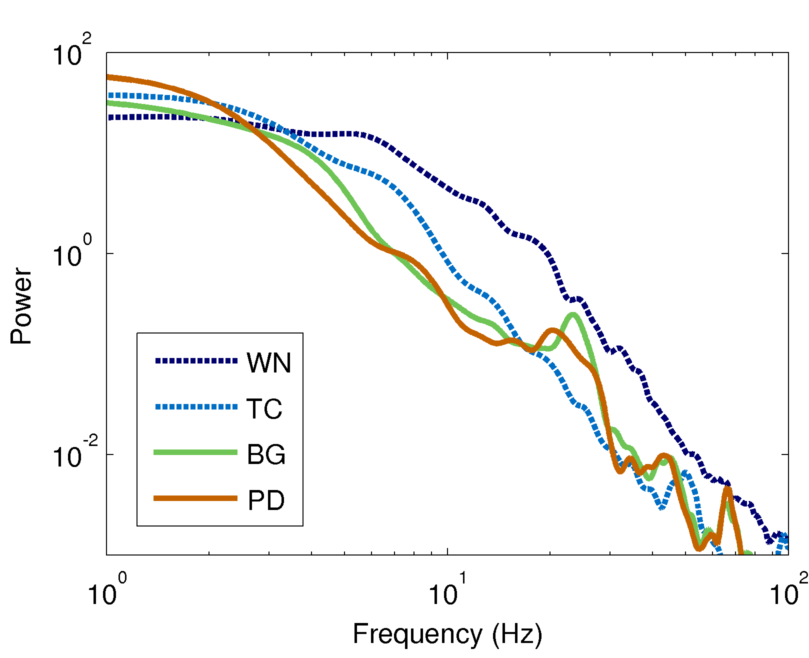 10²
10⁰
10⁻²
Power
WN
TC
BG
PD
10⁰
10¹
10²
Frequency (Hz)